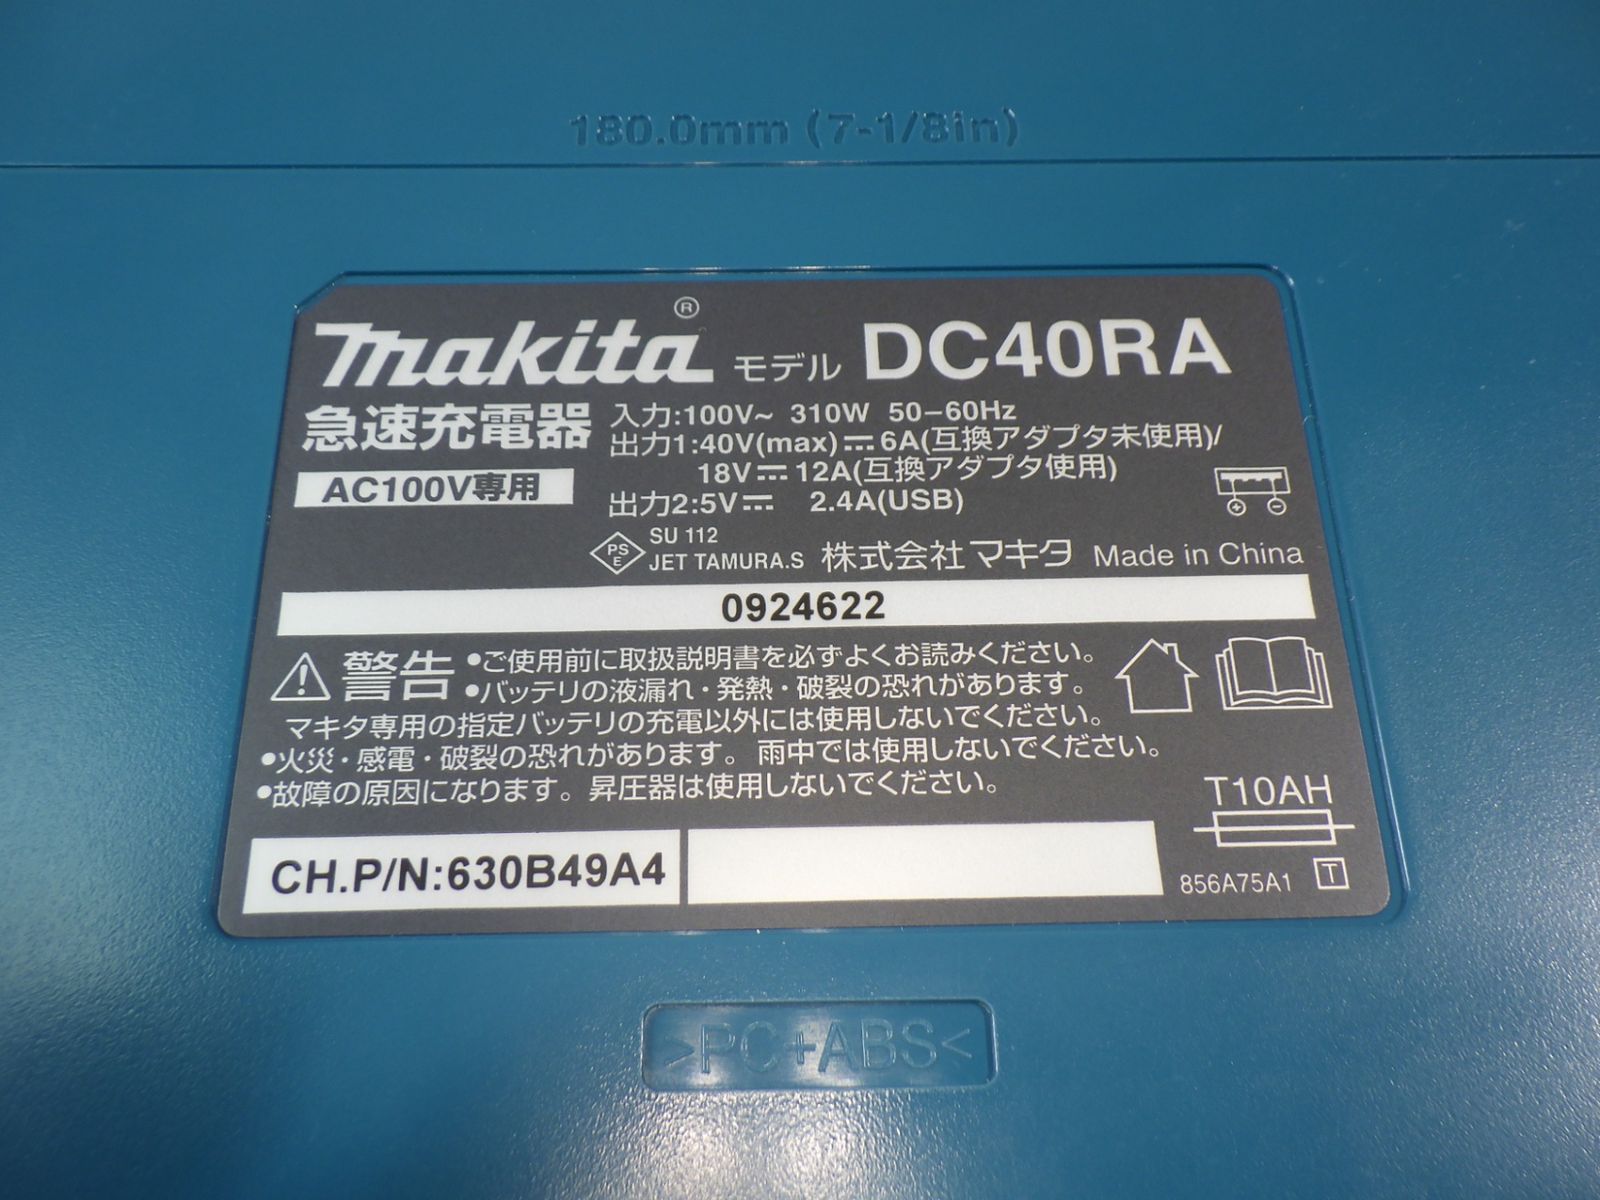 180.0mm (7-1/8in)
makita® モデル DC40RA
急速充電器
AC100V専用
入力:100V~ 310W 50-60Hz
出力1:40V(max)⎓6A(互換アダプタ未使用)/
18V⎓12A(互換アダプタ使用)
出力2:5V⎓ 2.4A(USB)
PS
E
SU 112
JET TAMURA.S 株式会社マキタ Made in China
0924622
⚠警告 •ご使用前に取扱説明書を必ずよくお読みください。
•バッテリの液漏れ・発熱・破裂の恐れがあります。
マキタ専用の指定バッテリの充電以外には使用しないでください。
•火災・感電・破裂の恐れがあります。雨中では使用しないでください。
•故障の原因になります。昇圧器は使用しないでください。
T10AH
CH.P/N:630B49A4
856A75A1 T
>PC+ABS<